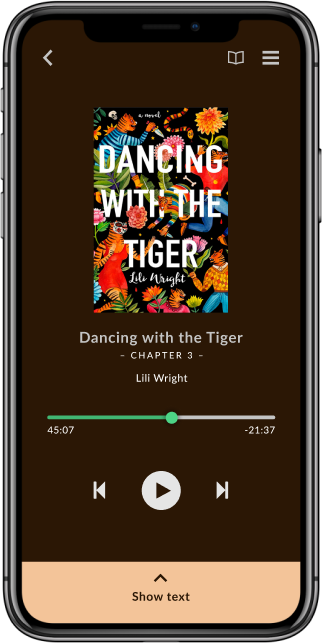 a novel
DANCING
WITH THE
TIGER
Lili Wright
Dancing with the Tiger
– CHAPTER 3 –
Lili Wright
45:07 -21:37
Show text